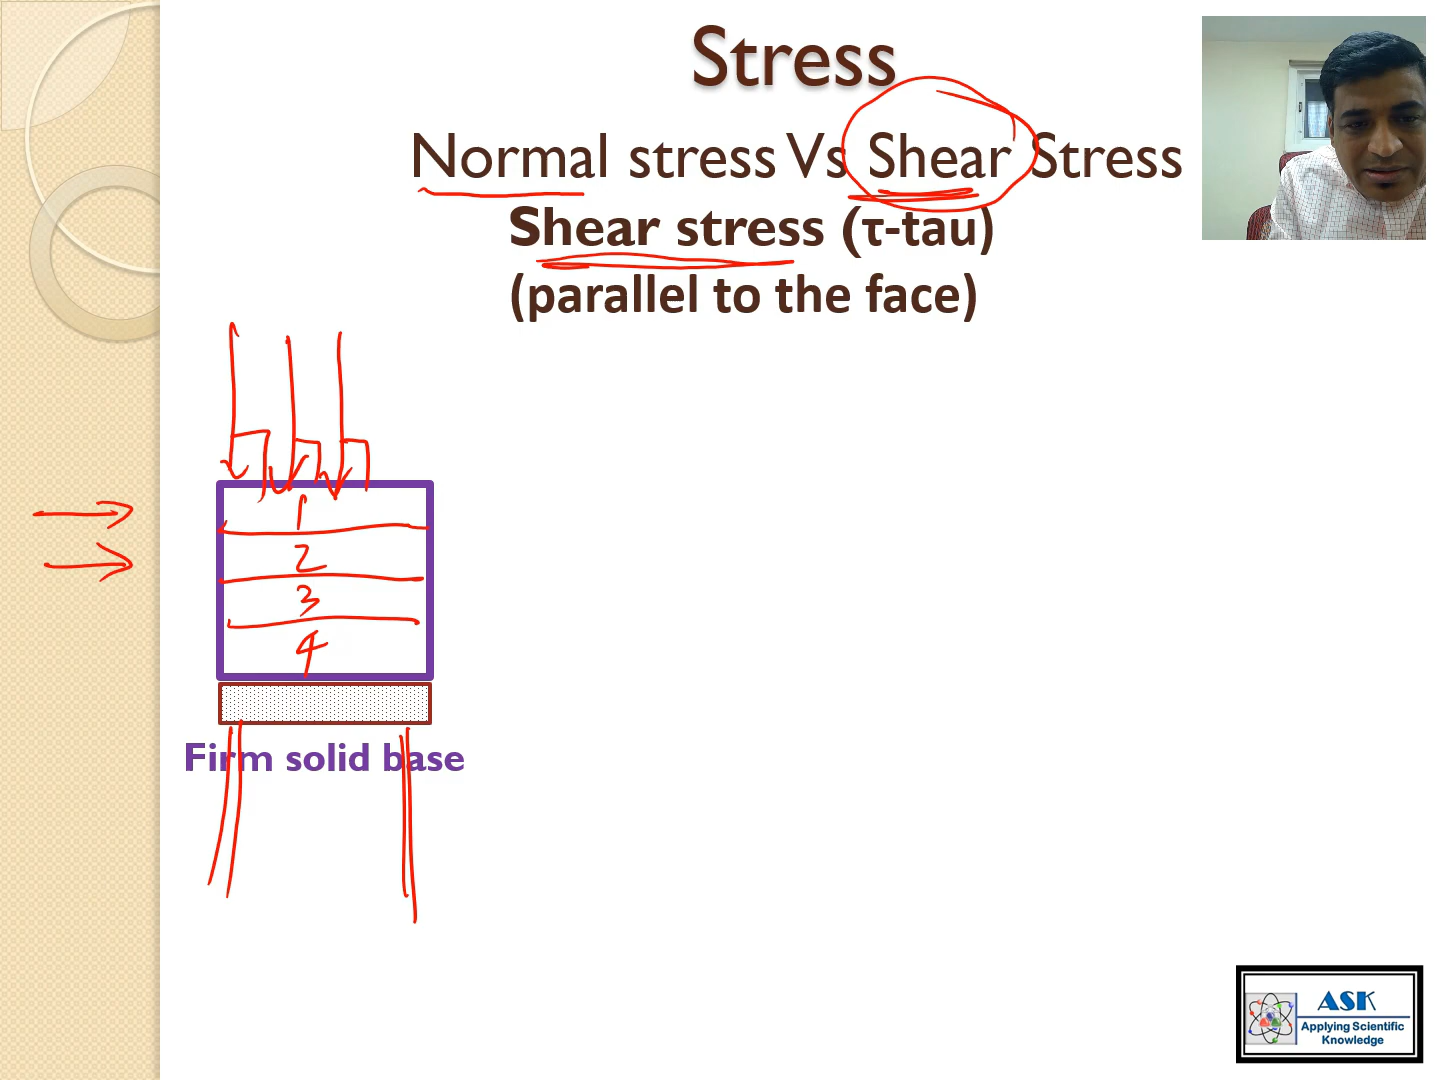 Stress
Normal stress Vs Shear Stress
Shear stress (τ-tau)
(parallel to the face)
1
2
3
4
Firm solid base
ASK
Applying Scientific
Knowledge